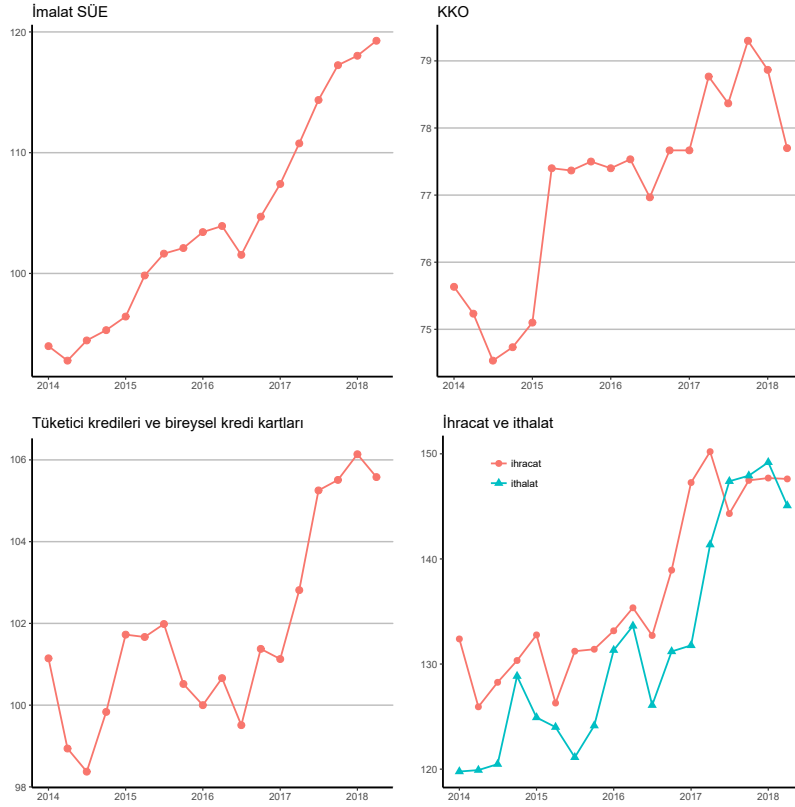 İmalat SÜE
120
110
100
2014 2015 2016 2017 2018
KKO
79
78
77
76
75
2014 2015 2016 2017 2018
Tüketici kredileri ve bireysel kredi kartları
106
104
102
100
98
2014 2015 2016 2017 2018
İhracat ve ithalat
150
140
130
120
ihracat
ithalat
2014 2015 2016 2017 2018